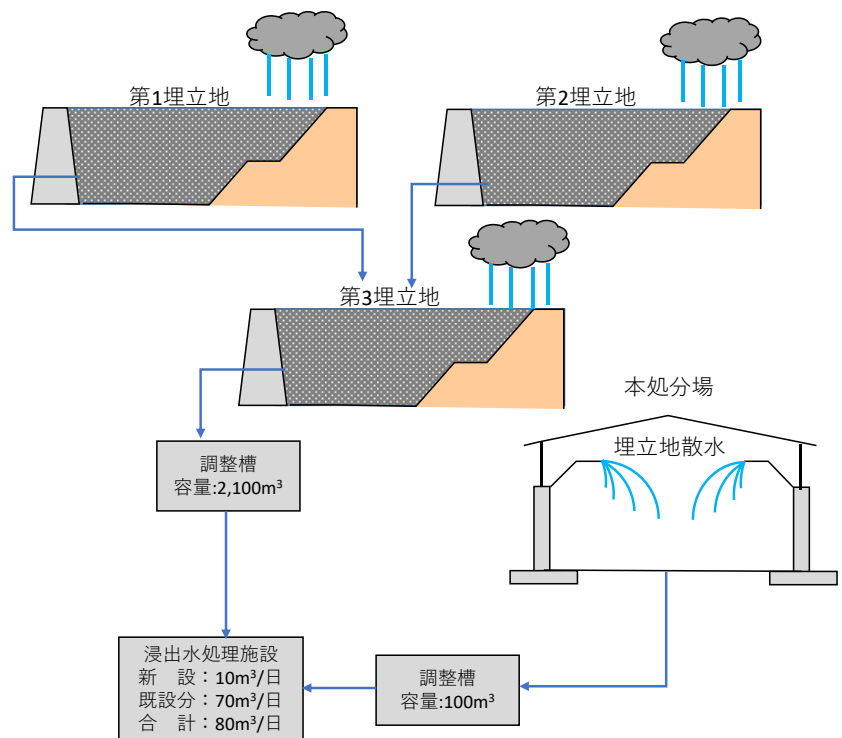 第1埋立地
第2埋立地
第3埋立地
本処分場
埋立地散水
調整槽
容量:2,100m³
浸出水処理施設
新　設：10m³/日
既設分：70m³/日
合　計：80m³/日
調整槽
容量:100m³